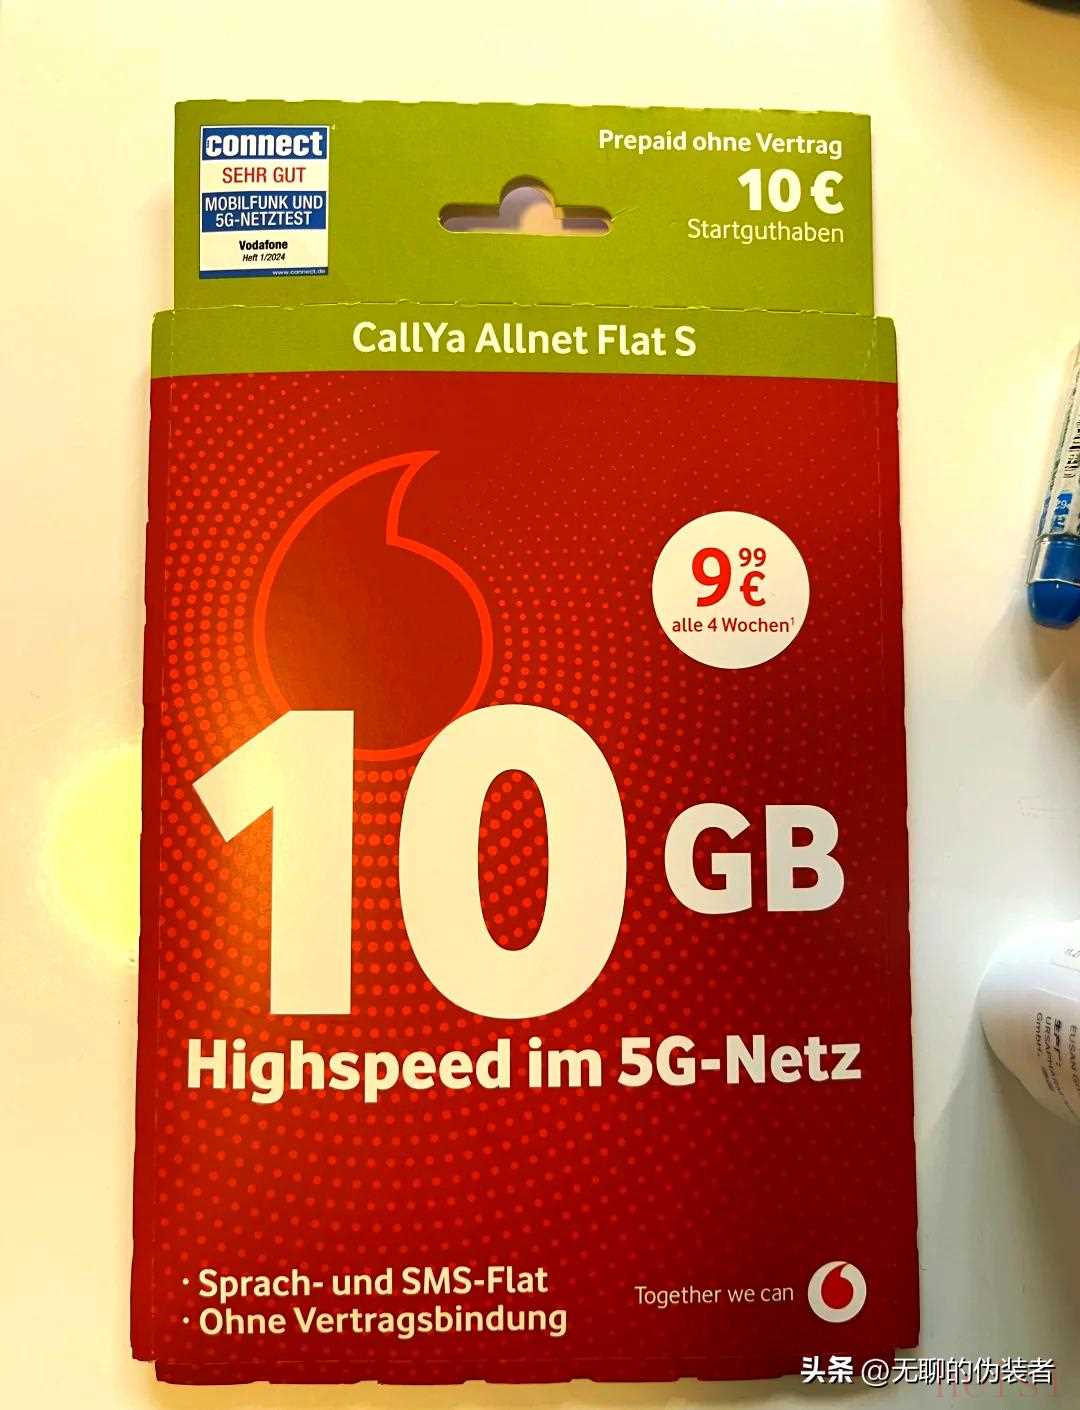 connect
SEHR GUT
MOBILFUNK UND
5G-NETZTEST
Vodafone
Heft 1/2024
www.connect.de
Prepaid ohne Vertrag
10 €
Startguthaben
CallYa Allnet Flat S
9 99 €
alle 4 Wochen¹
10 GB
Highspeed im 5G-Netz
· Sprach- und SMS-Flat
· Ohne Vertragsbindung
Together we can
头条 @无聊的伪装者